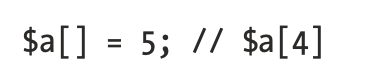 $a[] = 5; // $a[4]